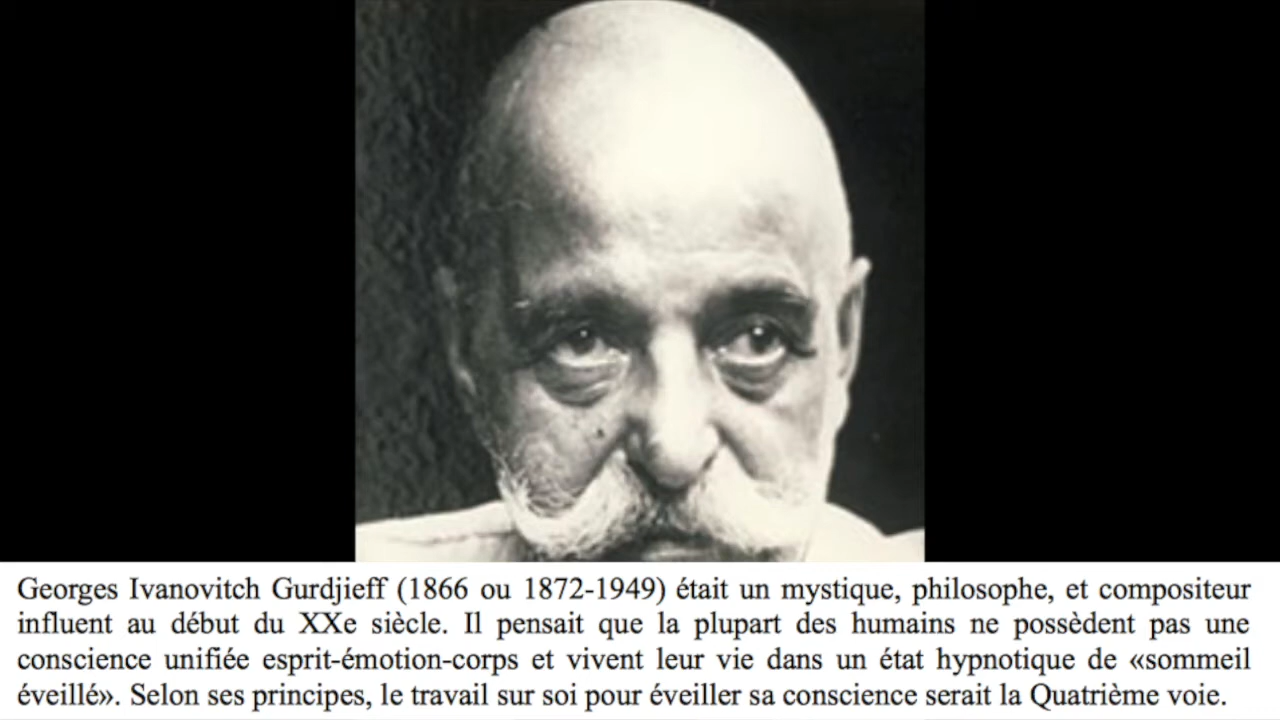 Georges Ivanovitch Gurdjieff (1866 ou 1872-1949) était un mystique, philosophe, et compositeur
influent au début du XXe siècle. Il pensait que la plupart des humains ne possèdent pas une
conscience unifiée esprit-émotion-corps et vivent leur vie dans un état hypnotique de «sommeil
éveillé». Selon ses principes, le travail sur soi pour éveiller sa conscience serait la Quatrième voie.